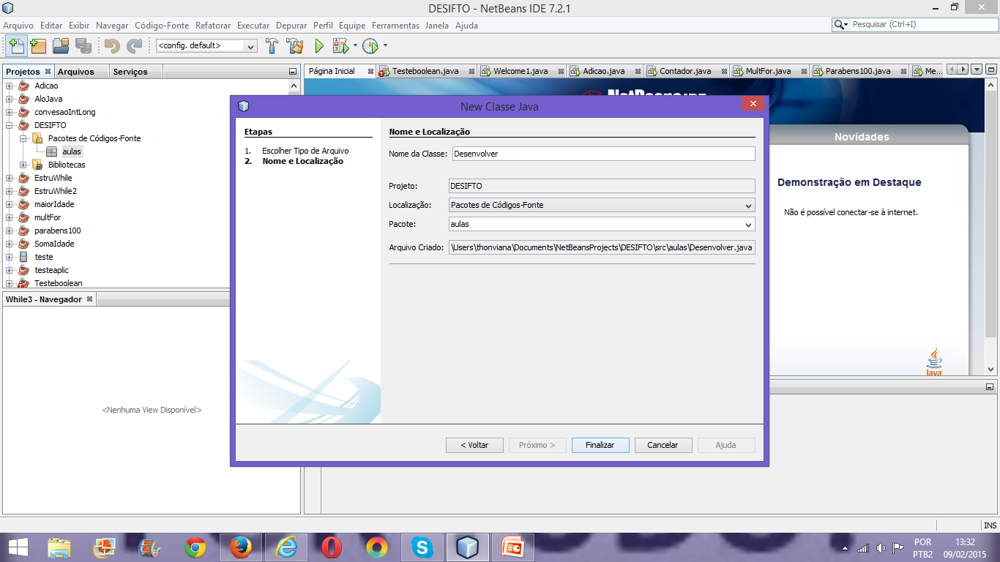 DESIFTO - NetBeans IDE 7.2.1
Arquivo Editar Exibir Navegar Código-Fonte Refatorar Executar Depurar Perfil Equipe Ferramentas Janela Ajuda
Pesquisar (Ctrl+I)
<config. default>
Projetos Arquivos Serviços
Página Inicial Testeboolean.java Welcome1.java Adicao.java Contador.java MultFor.java Parabens100.java Me...
Adicao
AloJava
convesaoIntLong
DESIFTO
Pacotes de Códigos-Fonte
aulas
Bibliotecas
EstruWhile
EstruWhile2
maiorIdade
multFor
parabens100
SomaIdade
teste
testeaplic
Testeboolean
While3 - Navegador
<Nenhuma View Disponível>
NetBeans IDE
New Classe Java
Etapas
1. Escolher Tipo de Arquivo
2. Nome e Localização
Nome e Localização
Nome da Classe: Desenvolver
Projeto: DESIFTO
Localização: Pacotes de Códigos-Fonte
Pacote: aulas
Arquivo Criado: \Users\thonviana\Documents\NetBeansProjects\DESIFTO\src\aulas\Desenvolver.java
< Voltar Próximo > Finalizar Cancelar Ajuda
Novidades
Demonstração em Destaque
Não é possível conectar-se à internet.
Java
INS
POR
PTB2
13:32
09/02/2015